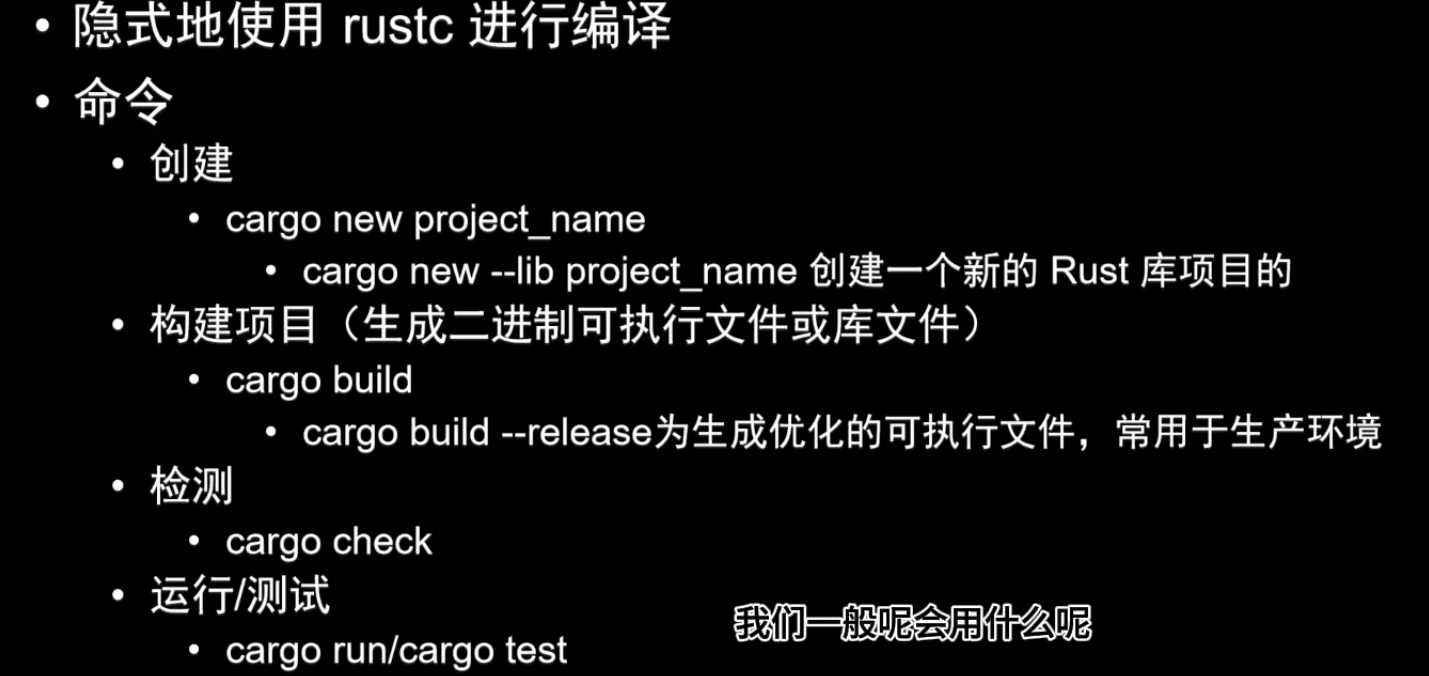 • 隐式地使用 rustc 进行编译
• 命令
• 创建
• cargo new project_name
• cargo new --lib project_name 创建一个新的 Rust 库项目的
• 构建项目（生成二进制可执行文件或库文件）
• cargo build
• cargo build --release为生成优化的可执行文件，常用于生产环境
• 检测
• cargo check
• 运行/测试
• cargo run/cargo test
我们一般呢会用什么呢